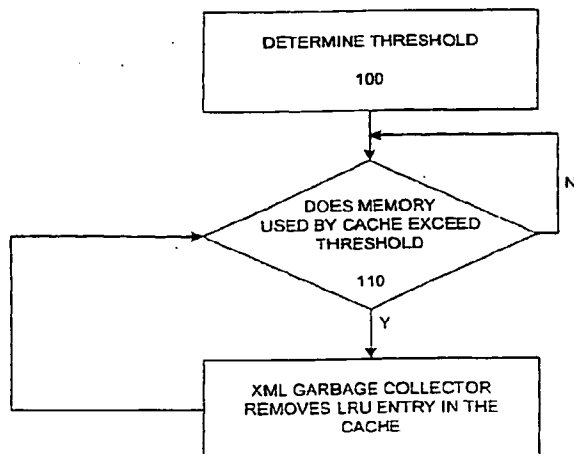 DETERMINE THRESHOLD
100
N
DOES MEMORY
USED BY CACHE EXCEED
THRESHOLD
110
Y
XML GARBAGE COLLECTOR
REMOVES LRU ENTRY IN THE
CACHE